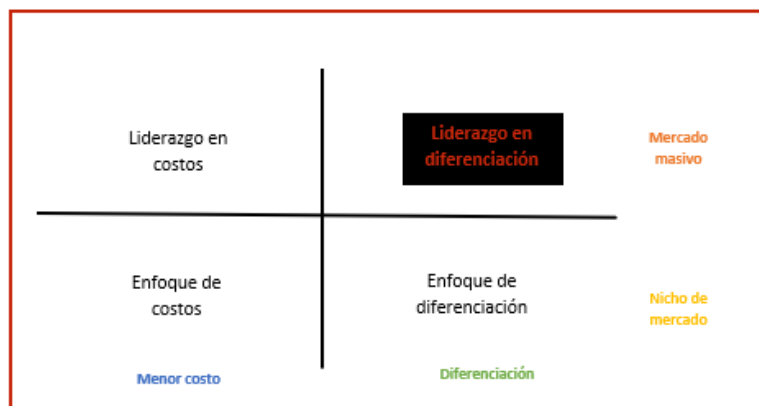 Liderazgo en
costos
Liderazgo en
diferenciación
Mercado
masivo
Enfoque de
costos
Enfoque de
diferenciación
Nicho de
mercado
Menor costo
Diferenciación